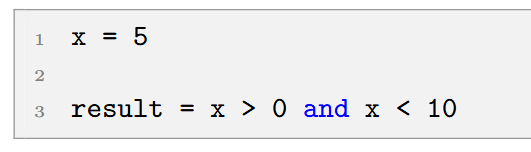 1 x = 5
2
3 result = x > 0 and x < 10